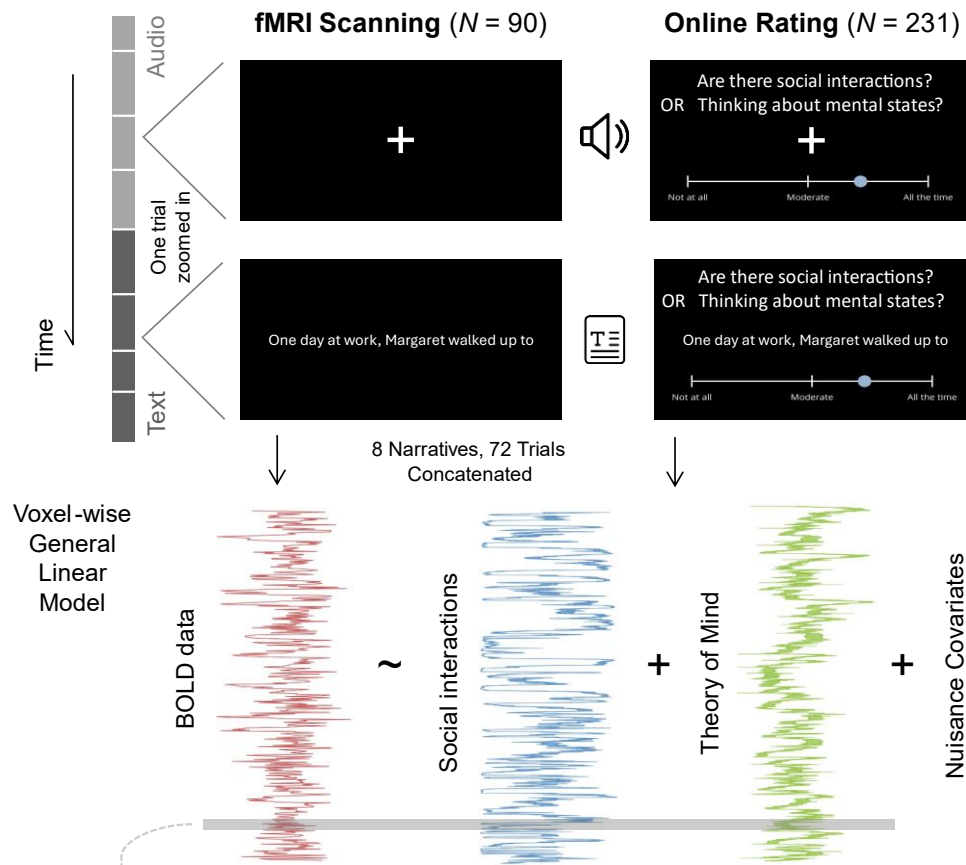 fMRI Scanning (N = 90)
Online Rating (N = 231)
Audio
Time
One trial
zoomed in
Text
+
Are there social interactions?
OR Thinking about mental states?
+
Not at all
Moderate
All the time
One day at work, Margaret walked up to
T
Are there social interactions?
OR Thinking about mental states?
One day at work, Margaret walked up to
Not at all
Moderate
All the time
8 Narratives, 72 Trials
Concatenated
Voxel-wise
General
Linear
Model
BOLD data
~
Social interactions
+
Theory of Mind
+
Nuisance Covariates